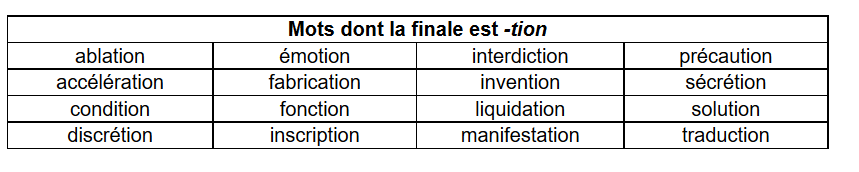 Mots dont la finale est -tion
ablation émotion interdiction précaution
accélération fabrication invention sécrétion
condition fonction liquidation solution
discrétion inscription manifestation traduction